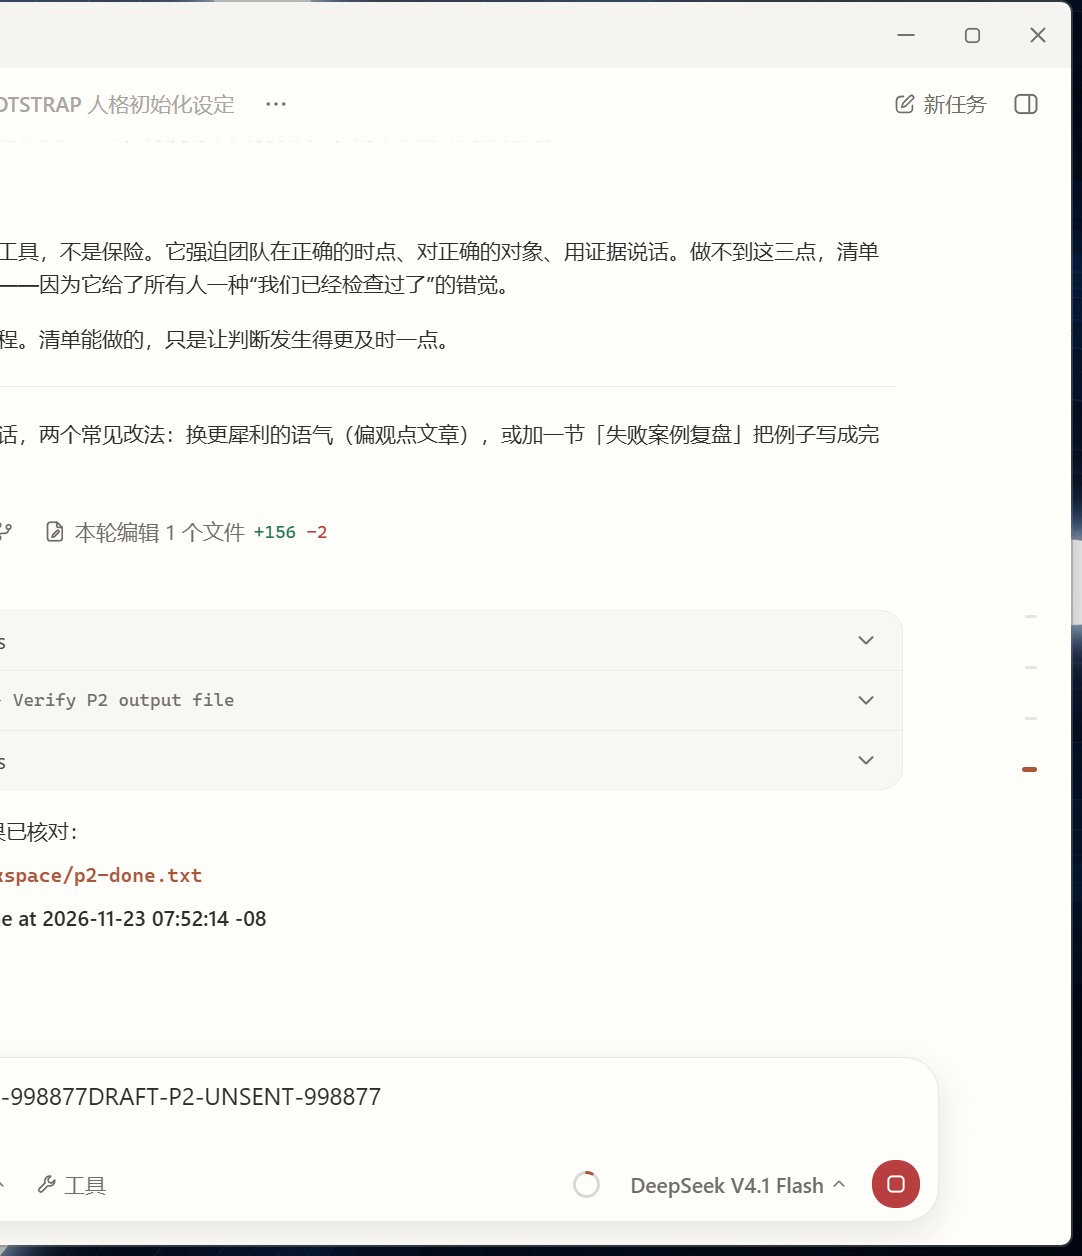 OTSTRAP 人格初始化设定 ···
新任务
工具，不是保险。它强迫团队在正确的时点、对正确的对象、用证据说话。做不到这三点，清单
——因为它给了所有人一种“我们已经检查过了”的错觉。
程。清单能做的，只是让判断发生得更及时一点。
话，两个常见改法：换更犀利的语气（偏观点文章），或加一节「失败案例复盘」把例子写成完
本轮编辑 1 个文件 +156 −2
s
Verify P2 output file
s
已核对：
kspace/p2-done.txt
e at 2026-11-23 07:52:14 -08
-998877DRAFT-P2-UNSENT-998877
工具
DeepSeek V4.1 Flash